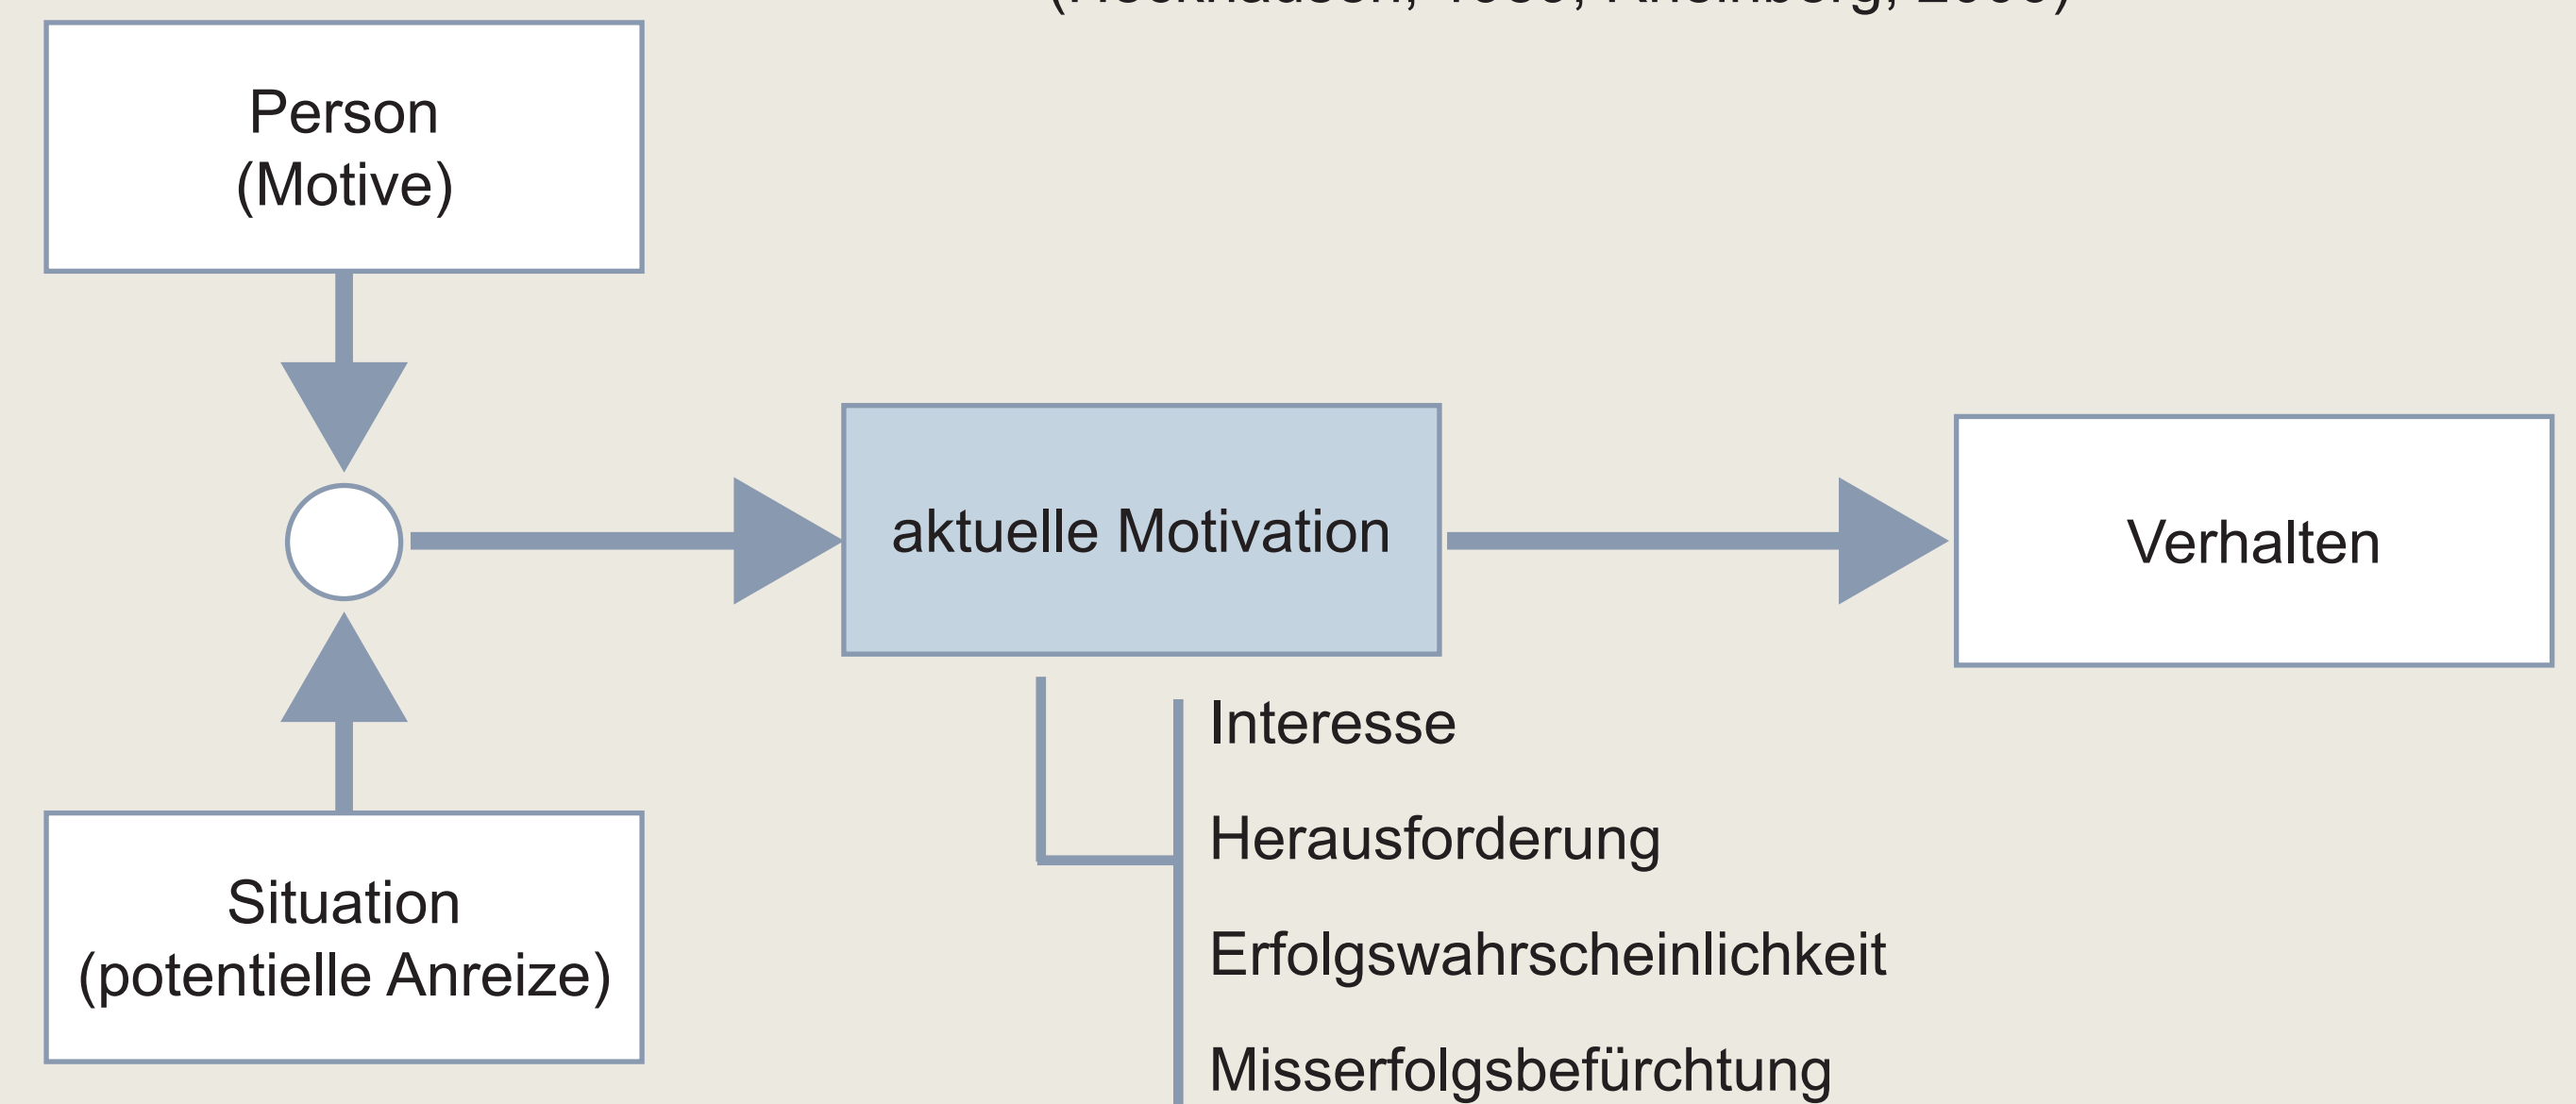 Person
(Motive)
aktuelle Motivation
Verhalten
Situation
(potentielle Anreize)
Interesse
Herausforderung
Erfolgswahrscheinlichkeit
Misserfolgsbefürchtung